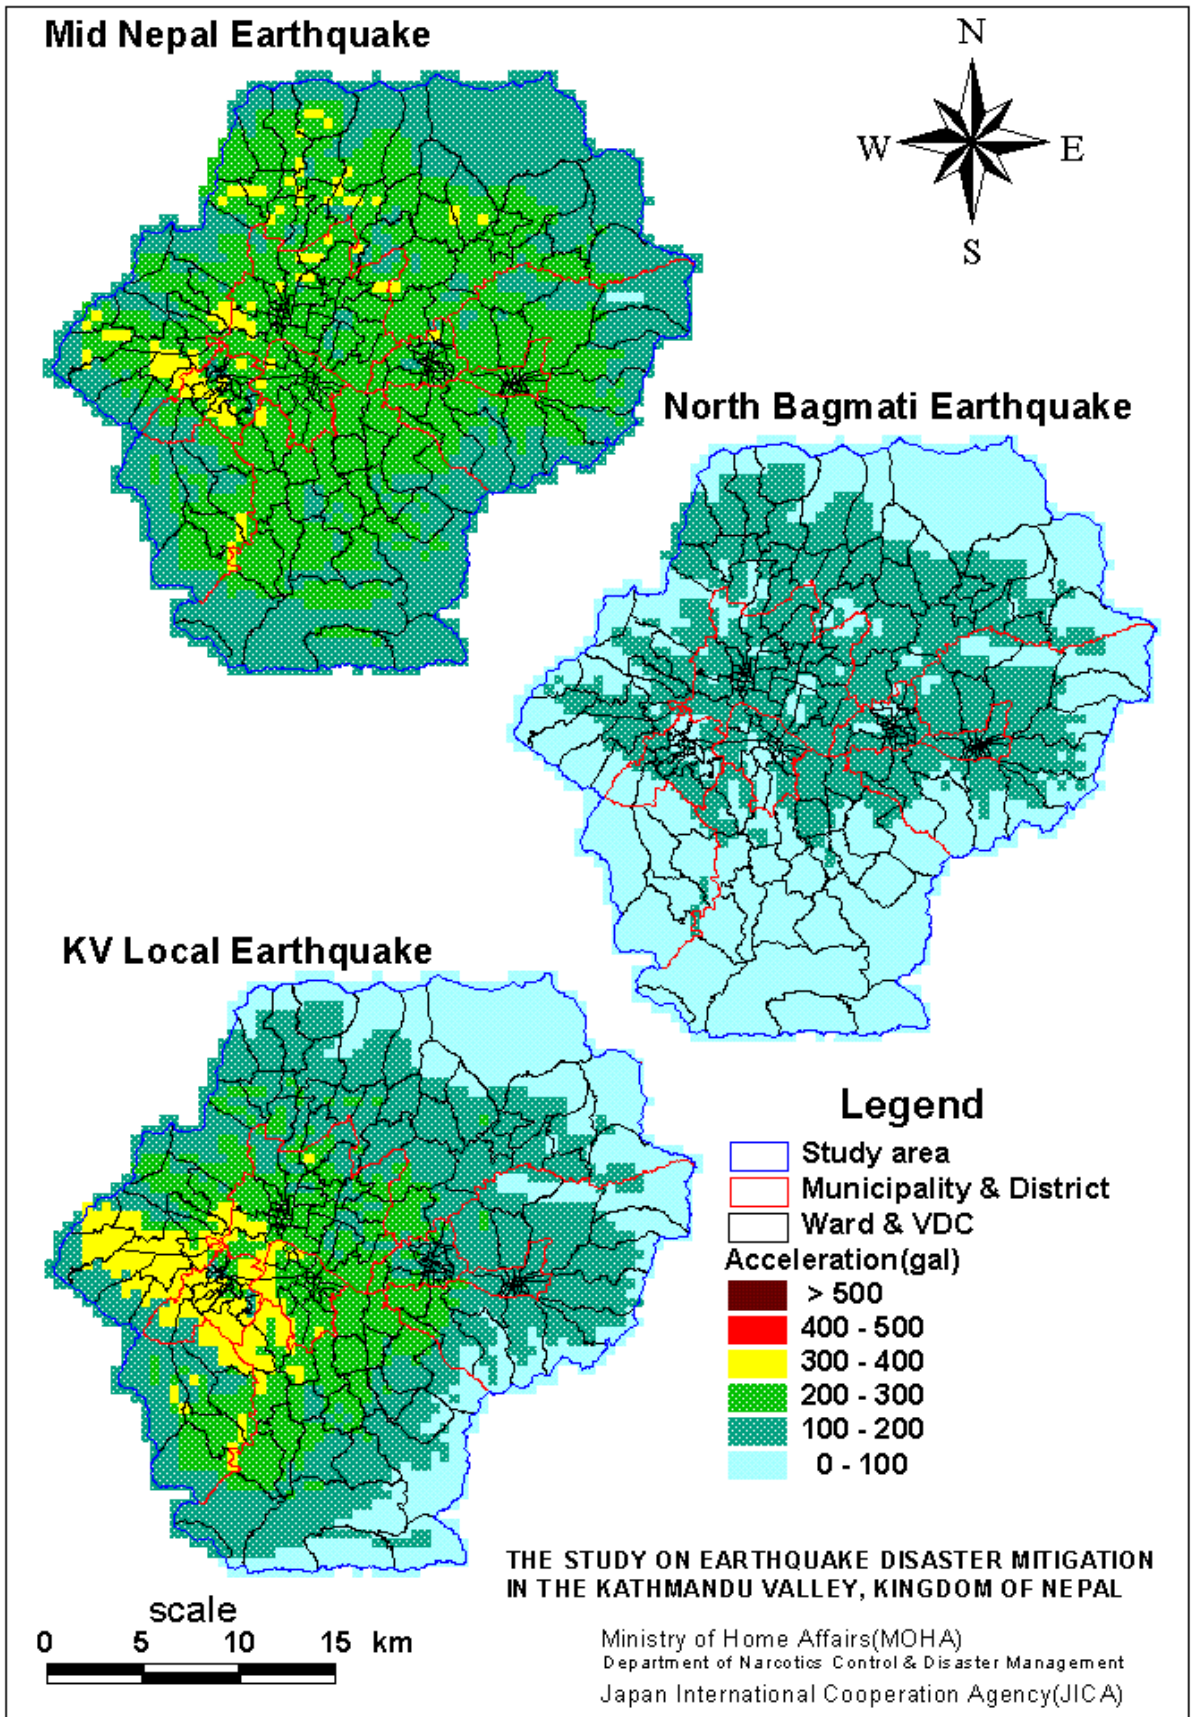 Mid Nepal Earthquake
N
W
E
S
North Bagmati Earthquake
KV Local Earthquake
Legend
Study area
Municipality & District
Ward & VDC
Acceleration(gal)
> 500
400 - 500
300 - 400
200 - 300
100 - 200
0 - 100
THE STUDY ON EARTHQUAKE DISASTER MITIGATION
IN THE KATHMANDU VALLEY, KINGDOM OF NEPAL
scale
0 5 10 15 km
Ministry of Home Affairs(MOHA)
Department of Narcotics Control & Disaster Management
Japan International Cooperation Agency(JICA)